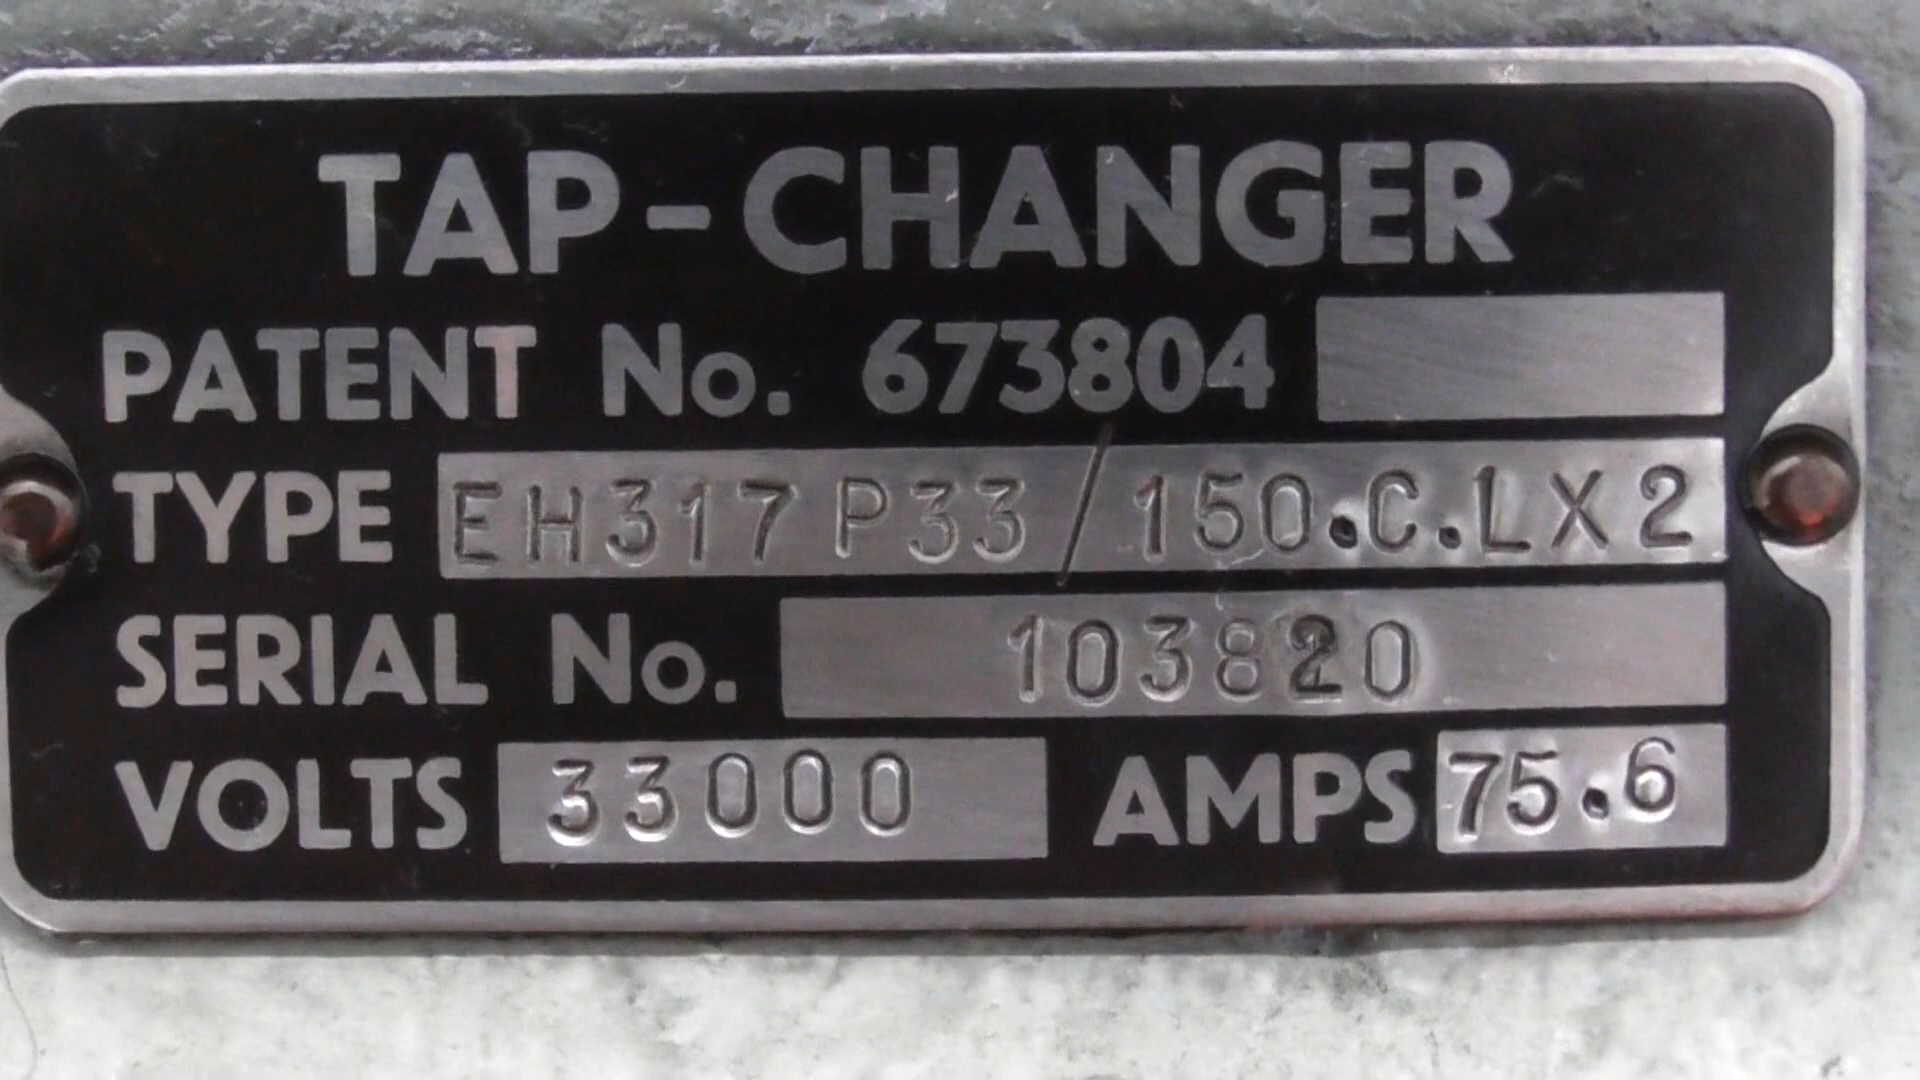 TAP-CHANGER
PATENT No. 673804
TYPE EH317 P33/150.C.LX2
SERIAL No. 103820
VOLTS 33000 AMPS 75.6